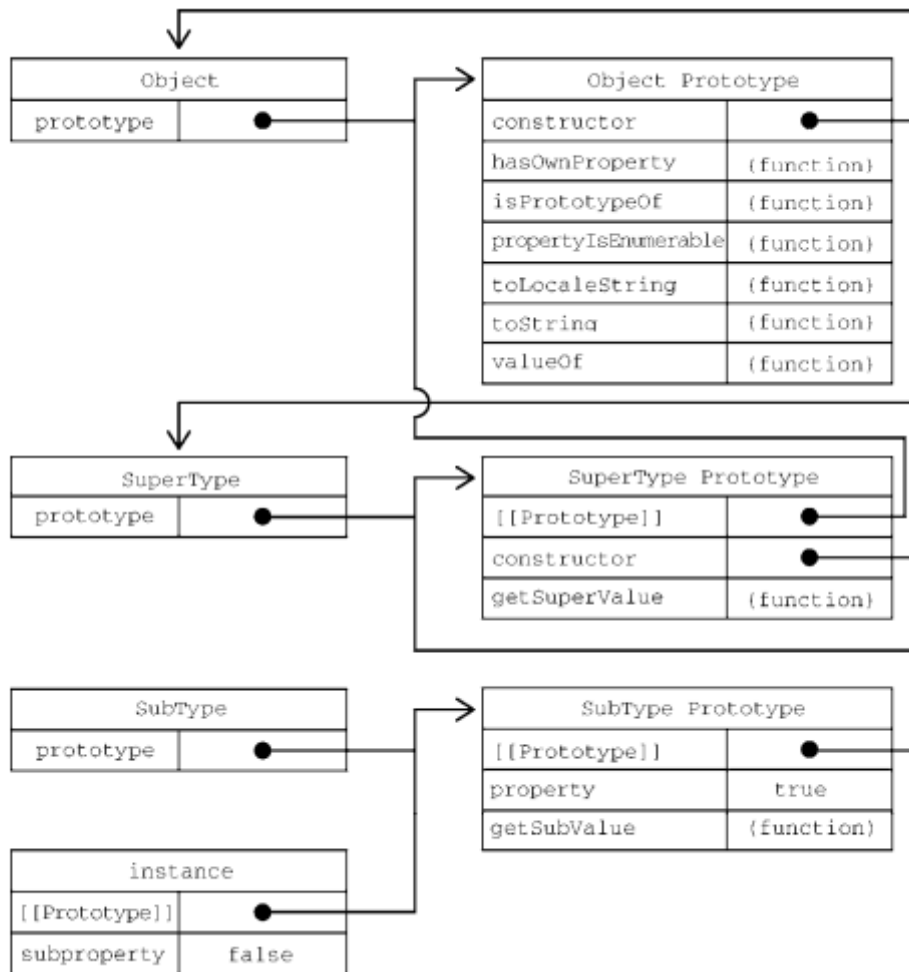 Object
prototype
Object Prototype
constructor
hasOwnProperty (function)
isPrototypeOf (function)
propertyIsEnumerable (function)
toLocaleString (function)
toString (function)
valueOf (function)
SuperType
prototype
SuperType Prototype
[[Prototype]]
constructor
getSuperValue (function)
SubType
prototype
SubType Prototype
[[Prototype]]
property true
getSubValue (function)
instance
[[Prototype]]
subproperty false